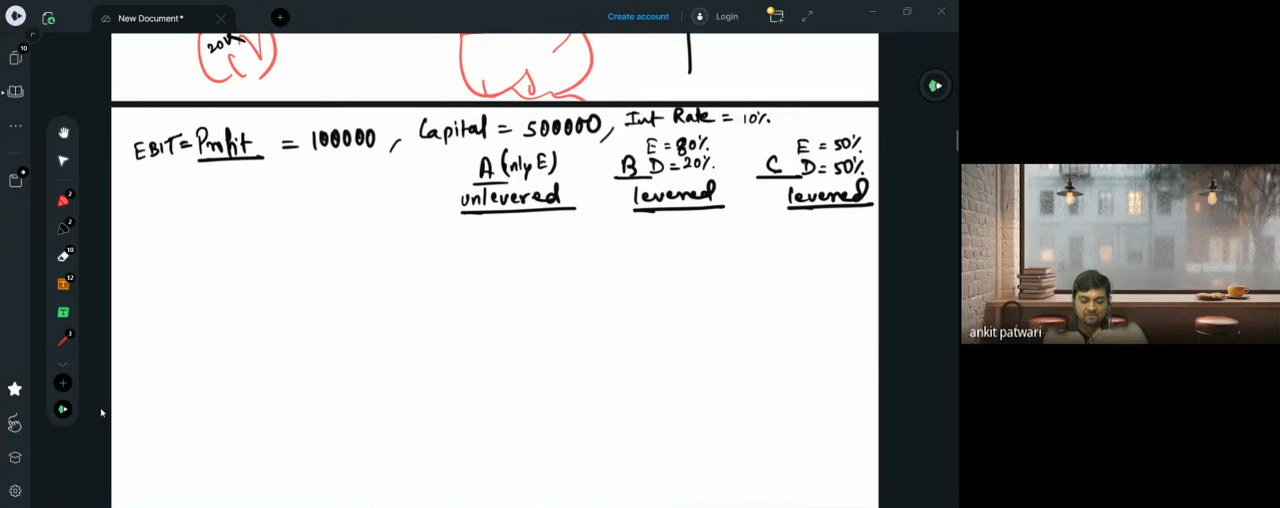 New Document*
Create account
Login
20k
EBIT = Profit = 100000, Capital = 500000, Int Rate = 10%.
A (only E)
unlevered
E = 80%.
B D = 20%.
levered
E = 50%.
C D = 50%.
levered
ankit patwari